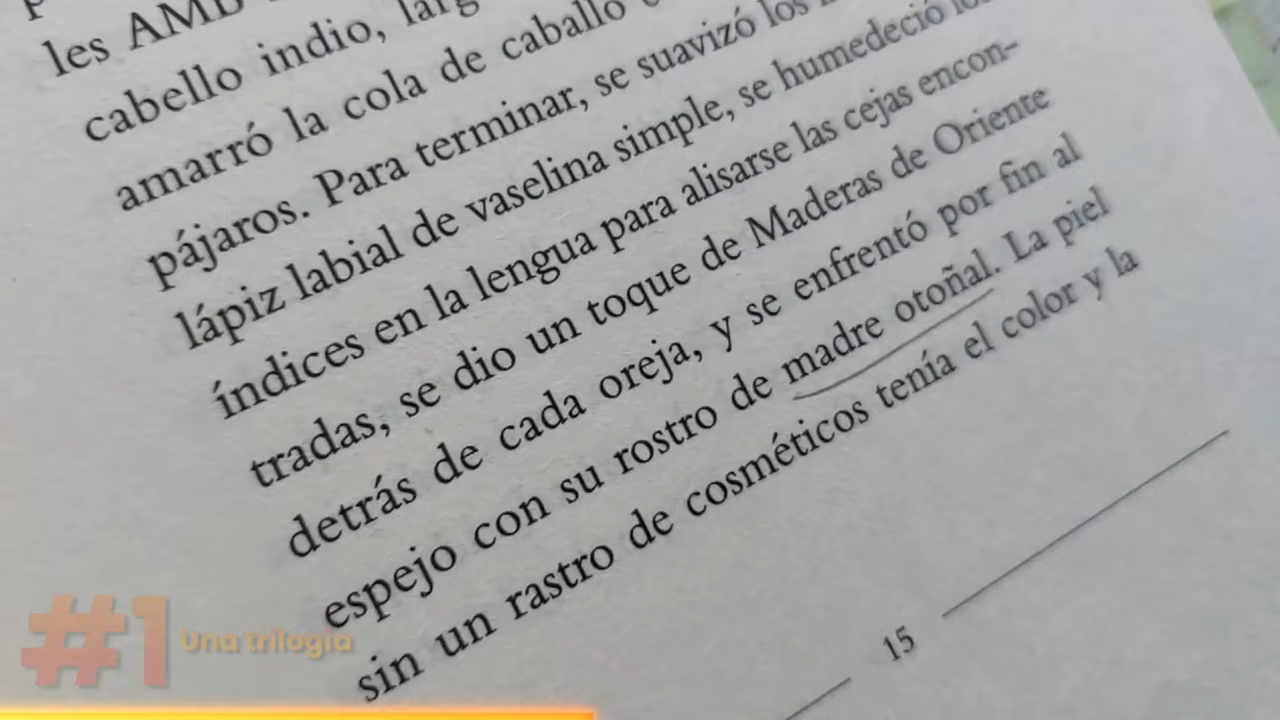 les AMB
cabello indio,
amarró la cola de caballo
pájaros. Para terminar, se suavizó los
lápiz labial de vaselina simple, se humedeció los
índices en la lengua para alisarse las cejas encon-
tradas, se dio un toque de Maderas de Oriente
detrás de cada oreja, y se enfrentó por fin al
espejo con su rostro de madre otoñal. La piel
sin un rastro de cosméticos tenía el color y la
15
#1 Una trilogía